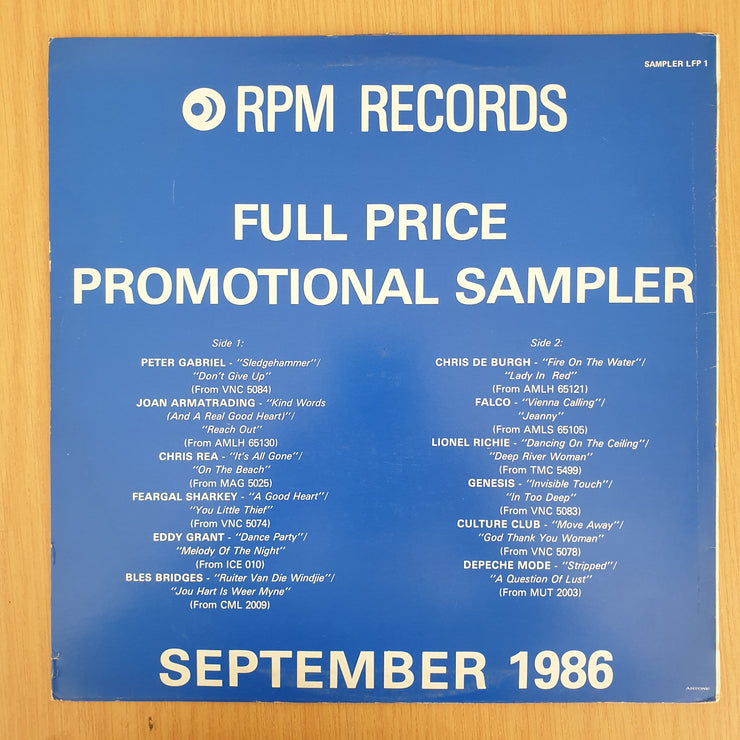 SAMPLER LFP 1
RPM RECORDS
FULL PRICE
PROMOTIONAL SAMPLER
Side 1:
PETER GABRIEL - "Sledgehammer"/
"Don't Give Up"
(From VNC 5084)
JOAN ARMATRADING - "Kind Words
(And A Real Good Heart)"/
"Reach Out"
(From AMLH 65130)
CHRIS REA - "It's All Gone"/
"On The Beach"
(From MAG 5025)
FEARGAL SHARKEY - "A Good Heart"/
"You Little Thief"
(From VNC 5074)
EDDY GRANT - "Dance Party"/
"Melody Of The Night"
(From ICE 010)
BLES BRIDGES - "Ruiter Van Die Windjie"/
"Jou Hart Is Weer Myne"
(From CML 2009)
Side 2:
CHRIS DE BURGH - "Fire On The Water"/
"Lady In Red"
(From AMLH 65121)
FALCO - "Vienna Calling"/
"Jeanny"
(From AMLS 65105)
LIONEL RICHIE - "Dancing On The Ceiling"/
"Deep River Woman"
(From TMC 5499)
GENESIS - "Invisible Touch"/
"In Too Deep"
(From VNC 5083)
CULTURE CLUB - "Move Away"/
"God Thank You Woman"
(From VNC 5078)
DEPECHE MODE - "Stripped"/
"A Question Of Lust"
(From MUT 2003)
SEPTEMBER 1986
ARTONE